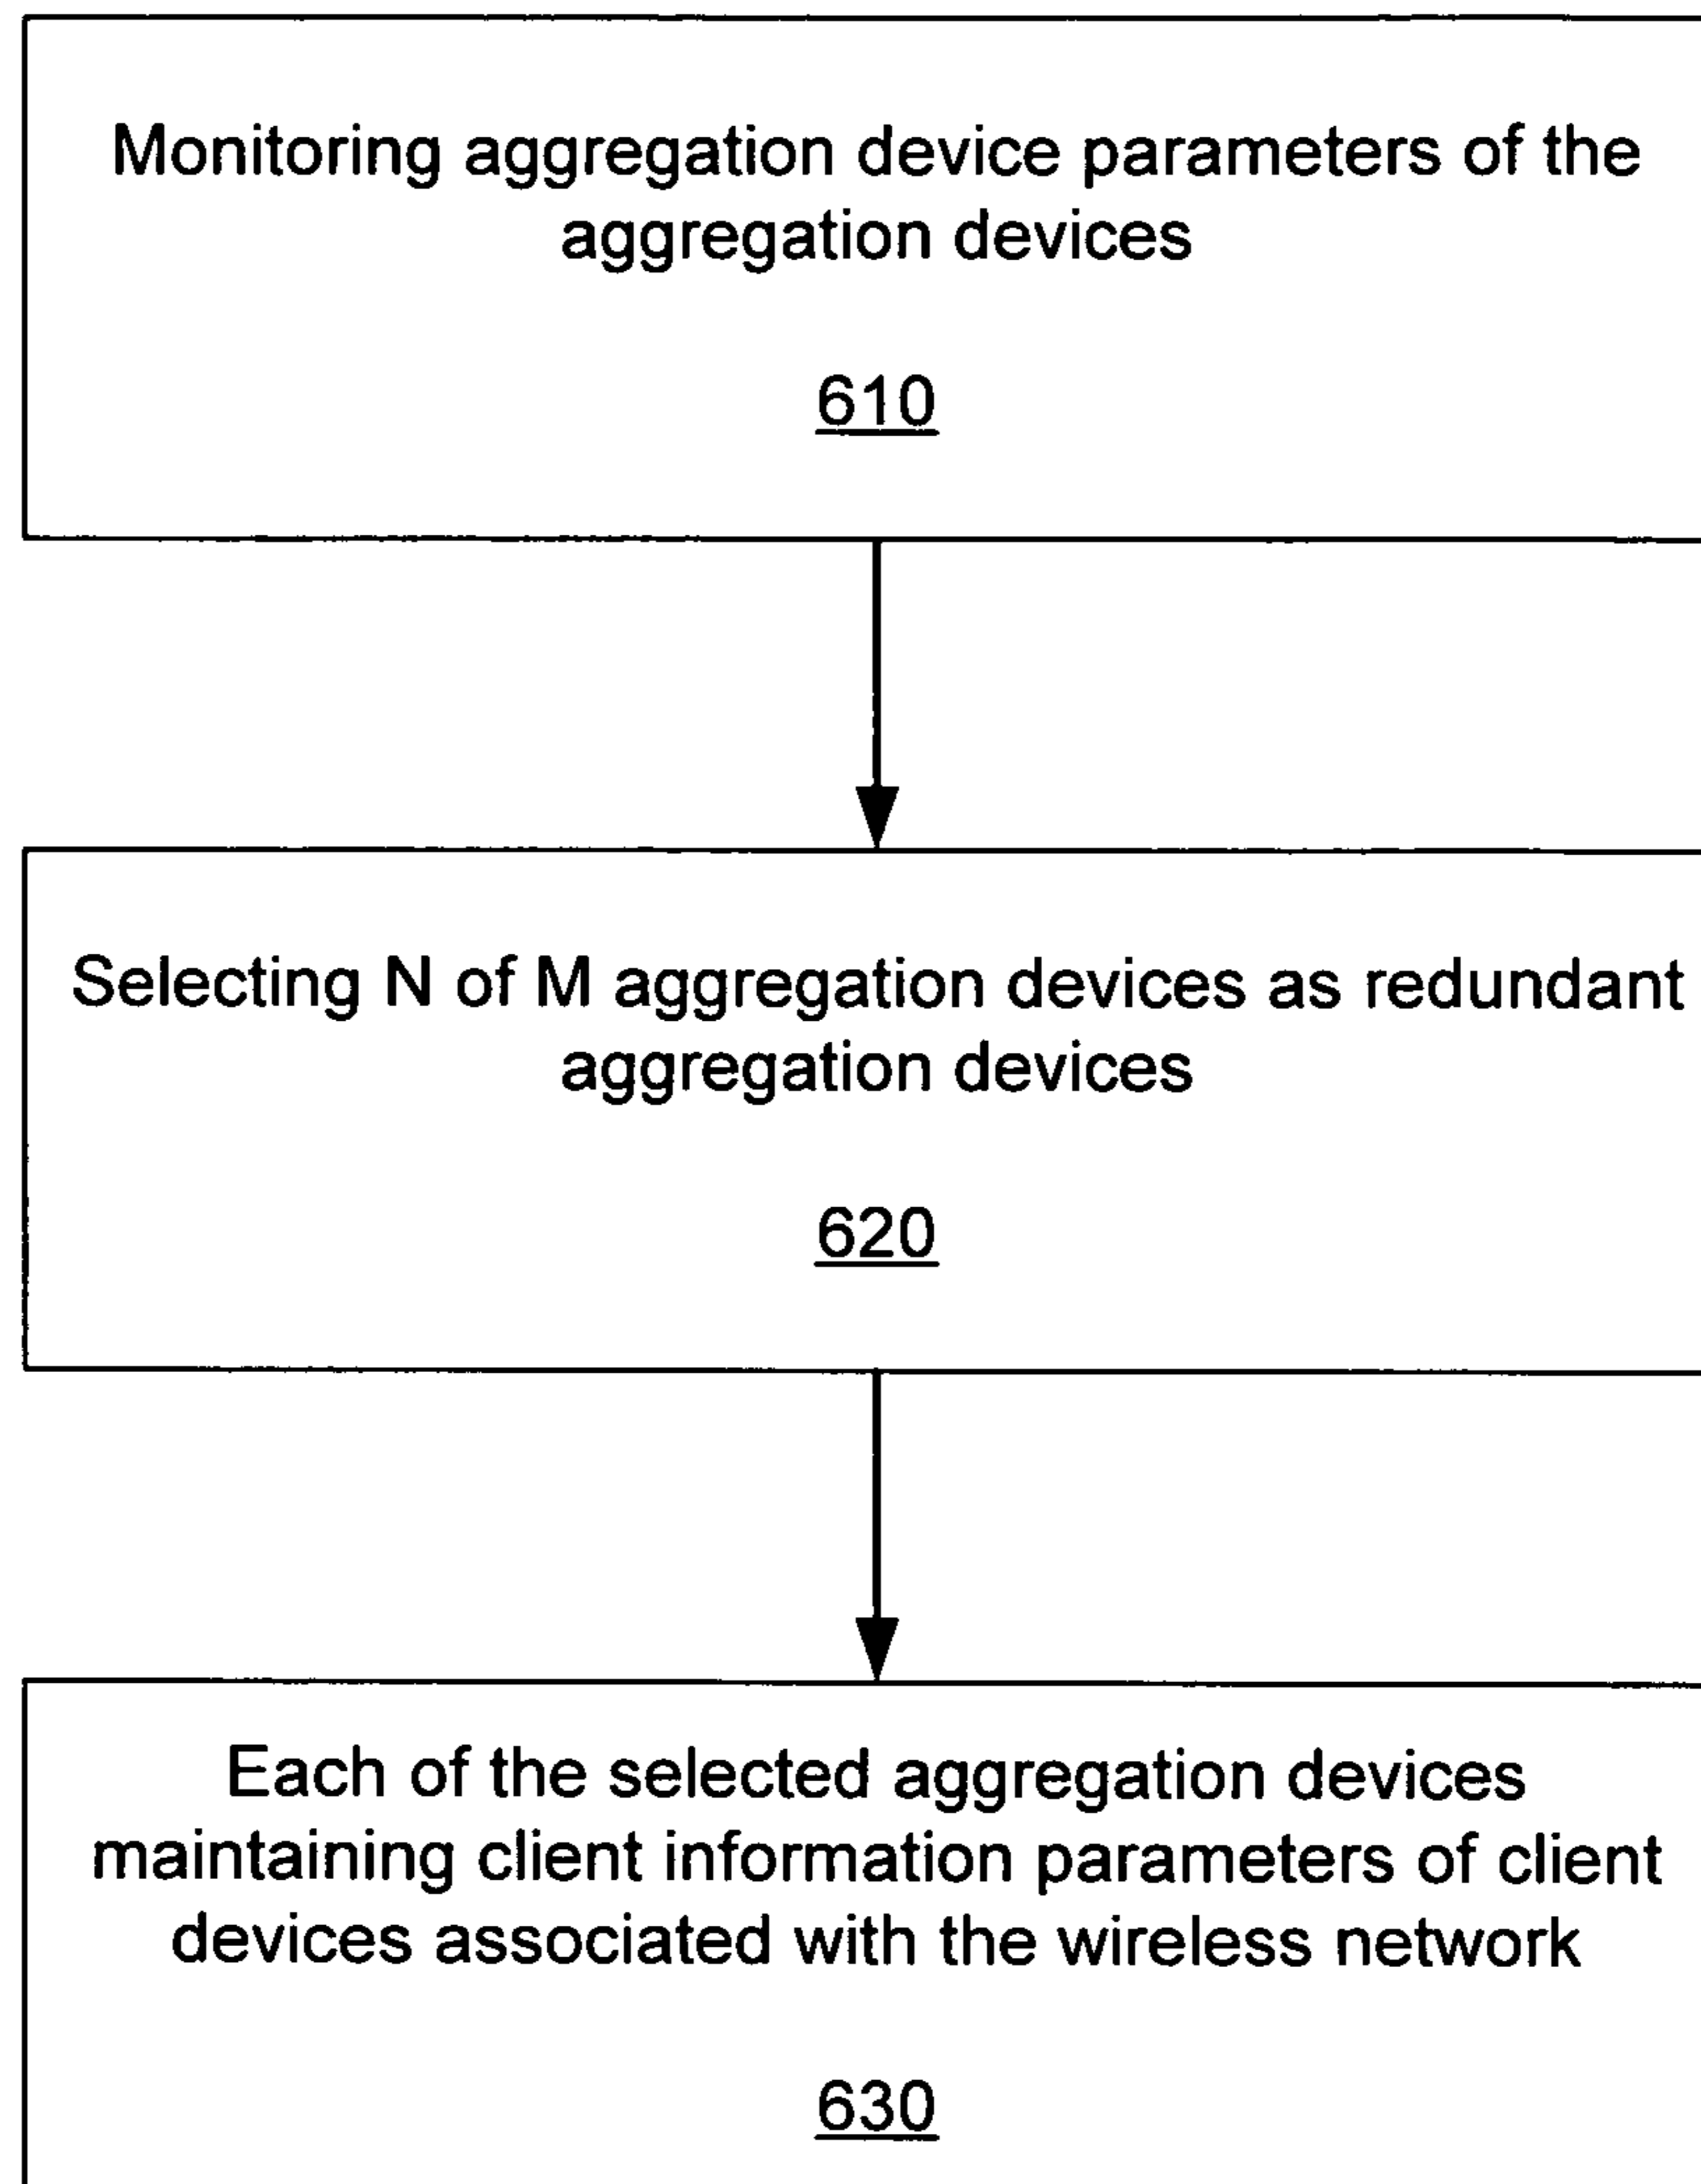 Monitoring aggregation device parameters of the
aggregation devices
610
Selecting N of M aggregation devices as redundant
aggregation devices
620
Each of the selected aggregation devices
maintaining client information parameters of client
devices associated with the wireless network
630